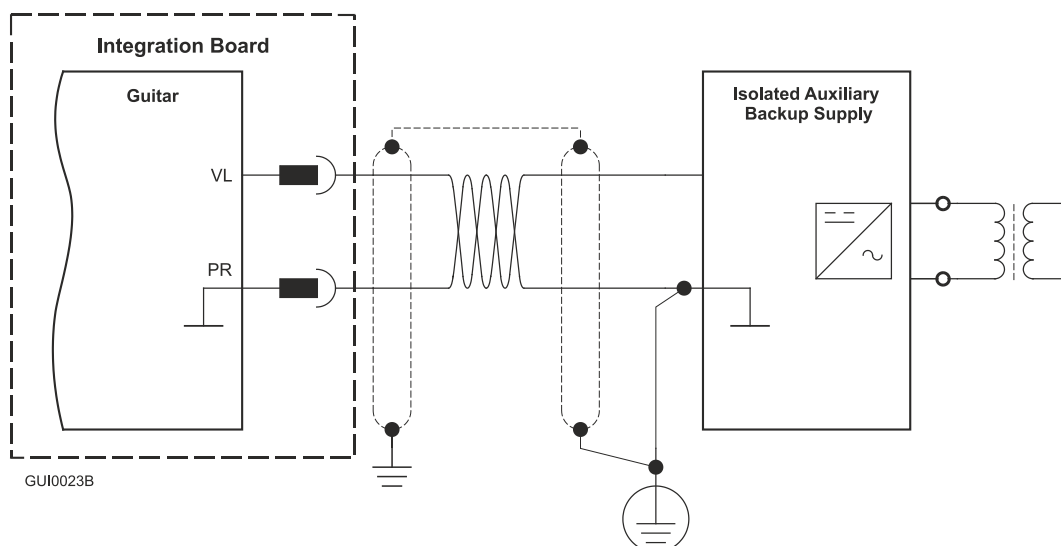 Integration Board
Guitar
VL
PR
Isolated Auxiliary
Backup Supply
GUI0023B